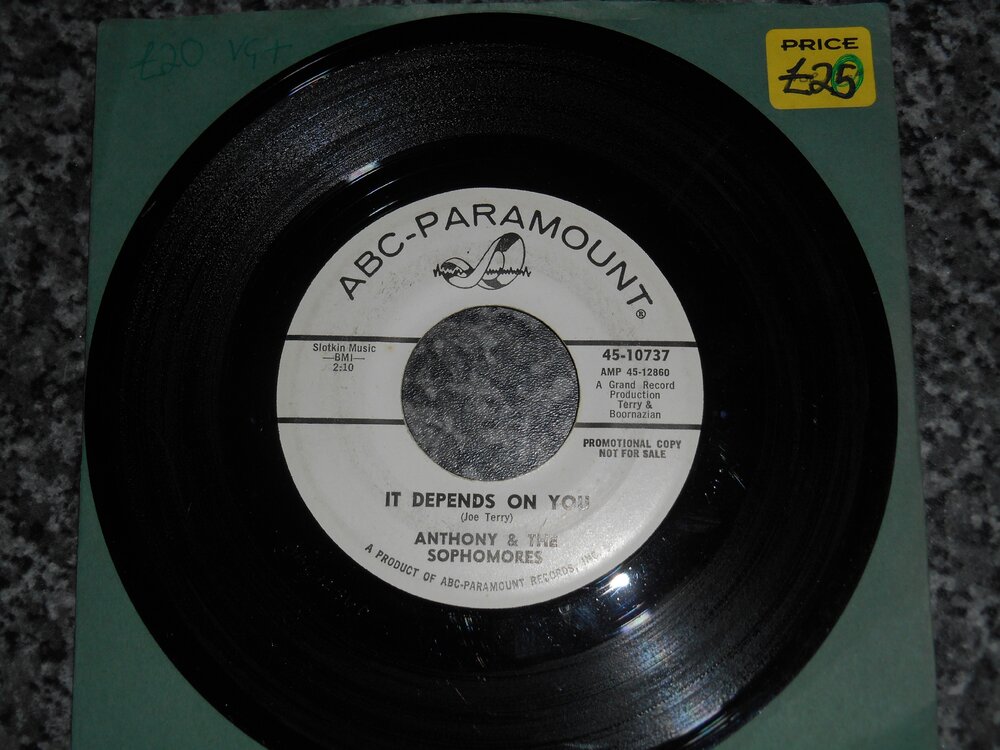 £20 VG+
PRICE
£25
ABC-PARAMOUNT®
Slotkin Music
—BMI—
2:10
45-10737
AMP 45-12860
A Grand Record
Production
Terry &
Boornazian
PROMOTIONAL COPY
NOT FOR SALE
IT DEPENDS ON YOU
(Joe Terry)
ANTHONY & THE
SOPHOMORES
A PRODUCT OF ABC-PARAMOUNT RECORDS, INC.